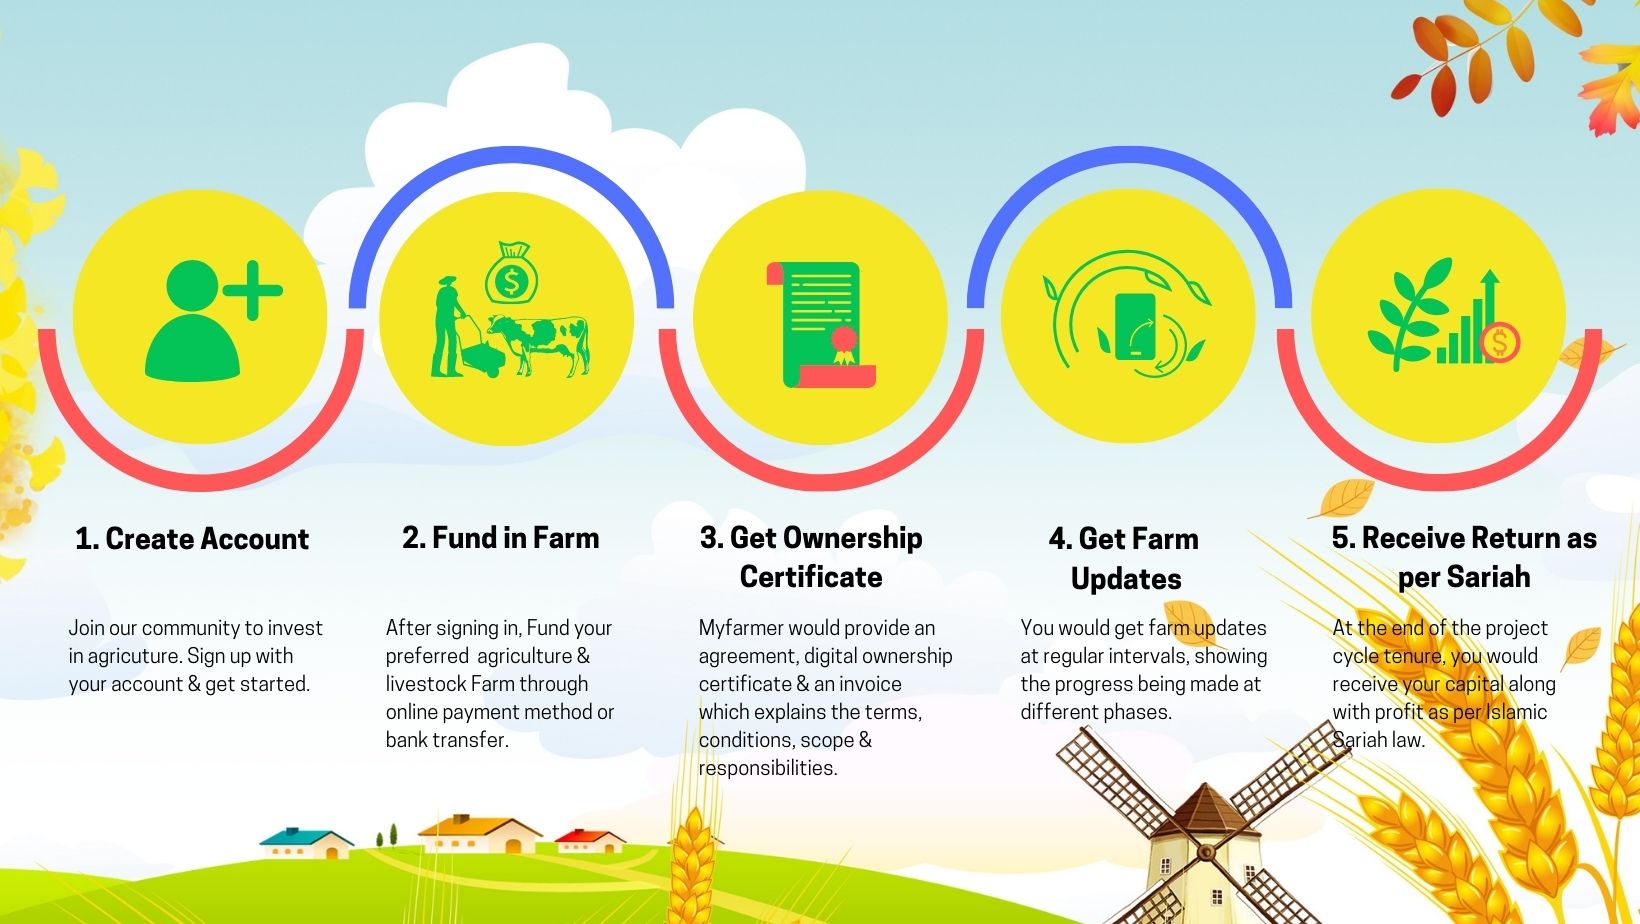 1. Create Account
Join our community to invest
in agricuture. Sign up with
your account & get started.
2. Fund in Farm
After signing in, Fund your
preferred agriculture &
livestock Farm through
online payment method or
bank transfer.
3. Get Ownership
Certificate
Myfarmer would provide an
agreement, digital ownership
certificate & an invoice
which explains the terms,
conditions, scope &
responsibilities.
4. Get Farm
Updates
You would get farm updates
at regular intervals, showing
the progress being made at
different phases.
5. Receive Return as
per Sariah
At the end of the project
cycle tenure, you would
receive your capital along
with profit as per Islamic
Sariah law.